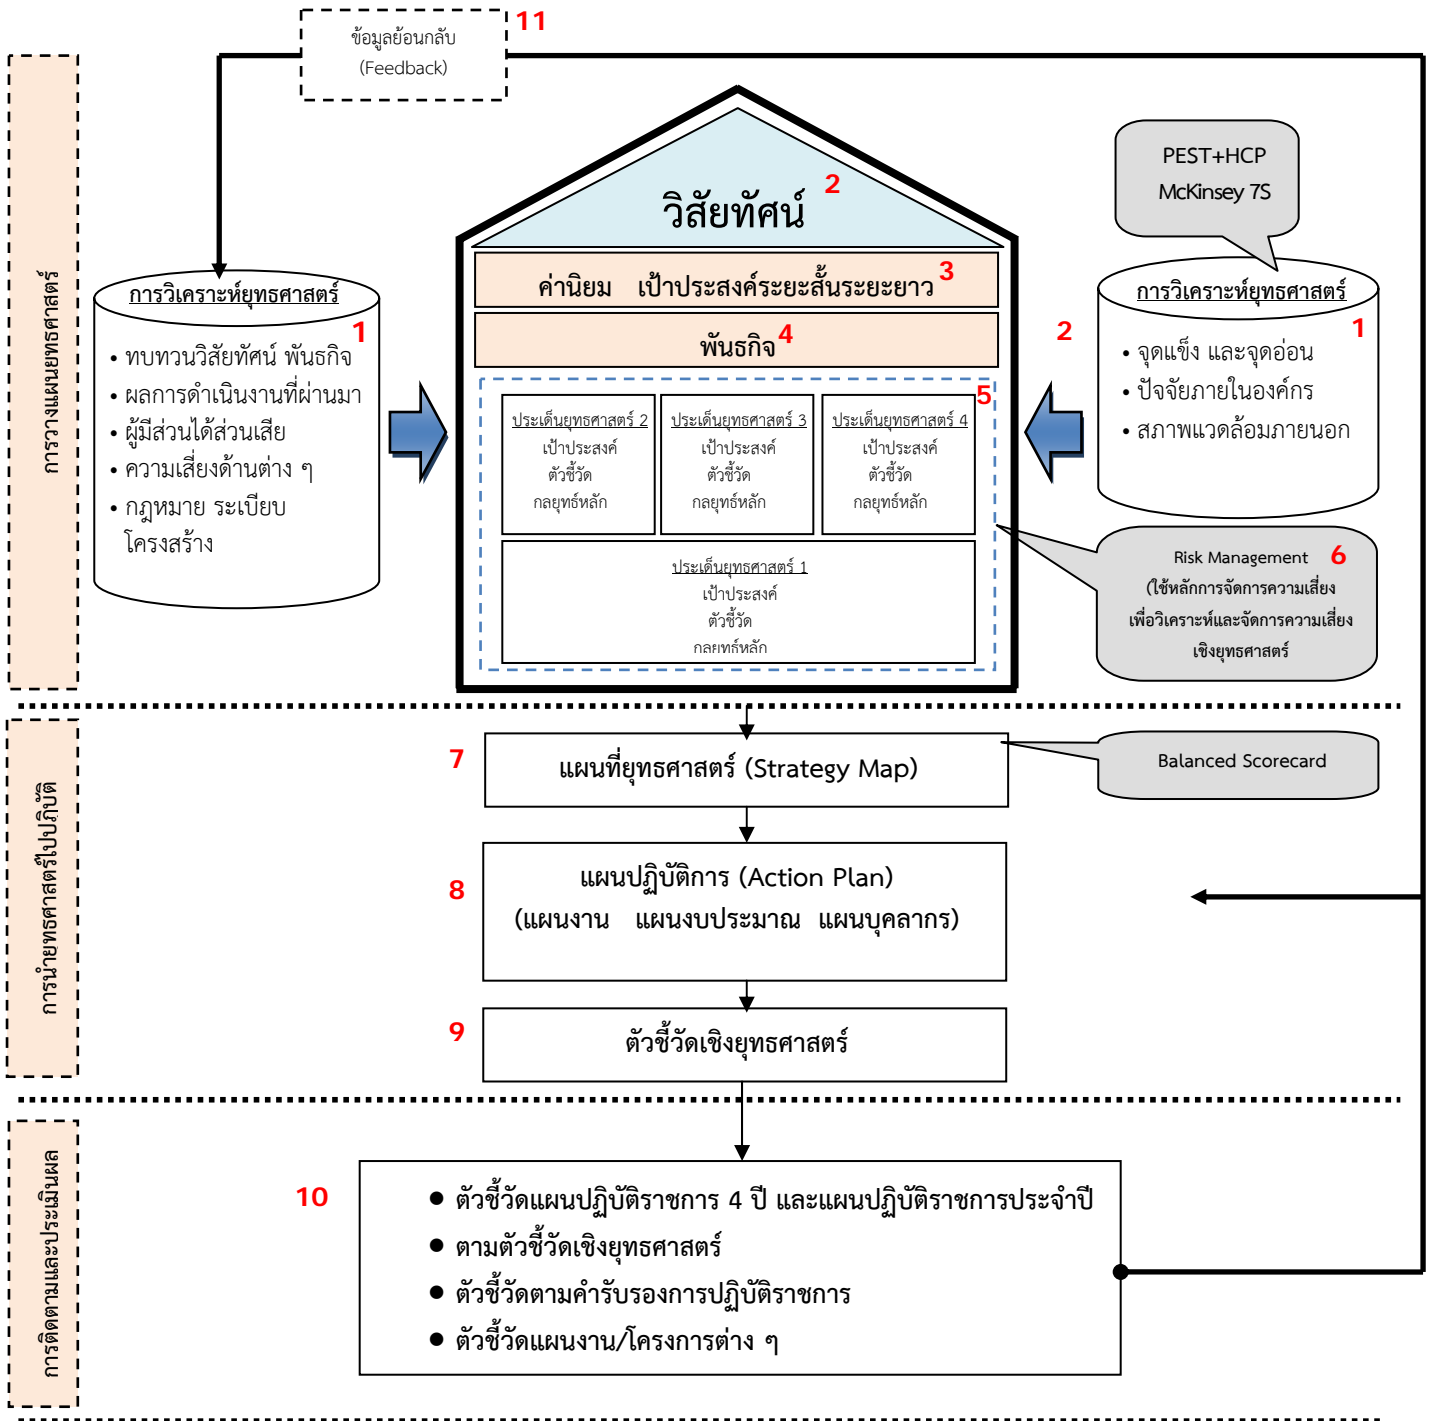 11
ข้อมูลย้อนกลับ
(Feedback)
การวางแผนยุทธศาสตร์
วิสัยทัศน์ 2
ค่านิยม เป้าประสงค์ระยะสั้นระยะยาว 3
พันธกิจ 4
การวิเคราะห์ยุทธศาสตร์
1
• ทบทวนวิสัยทัศน์ พันธกิจ
• ผลการดำเนินงานที่ผ่านมา
• ผู้มีส่วนได้ส่วนเสีย
• ความเสี่ยงด้านต่าง ๆ
• กฎหมาย ระเบียบ
โครงสร้าง
5
ประเด็นยุทธศาสตร์ 2
เป้าประสงค์
ตัวชี้วัด
กลยุทธ์หลัก
ประเด็นยุทธศาสตร์ 3
เป้าประสงค์
ตัวชี้วัด
กลยุทธ์หลัก
ประเด็นยุทธศาสตร์ 4
เป้าประสงค์
ตัวชี้วัด
กลยุทธ์หลัก
ประเด็นยุทธศาสตร์ 1
เป้าประสงค์
ตัวชี้วัด
กลยุทธ์หลัก
PEST+HCP
McKinsey 7S
2
การวิเคราะห์ยุทธศาสตร์
1
• จุดแข็ง และจุดอ่อน
• ปัจจัยภายในองค์กร
• สภาพแวดล้อมภายนอก
Risk Management 6
(ใช้หลักการจัดการความเสี่ยง
เพื่อวิเคราะห์และจัดการความเสี่ยง
เชิงยุทธศาสตร์
การนำยุทธศาสตร์ไปปฏิบัติ
7
แผนที่ยุทธศาสตร์ (Strategy Map)
Balanced Scorecard
8
แผนปฏิบัติการ (Action Plan)
(แผนงาน แผนงบประมาณ แผนบุคลากร)
9
ตัวชี้วัดเชิงยุทธศาสตร์
การติดตามและประเมินผล
10
● ตัวชี้วัดแผนปฏิบัติราชการ 4 ปี และแผนปฏิบัติราชการประจำปี
● ตามตัวชี้วัดเชิงยุทธศาสตร์
● ตัวชี้วัดตามคำรับรองการปฏิบัติราชการ
● ตัวชี้วัดแผนงาน/โครงการต่าง ๆ